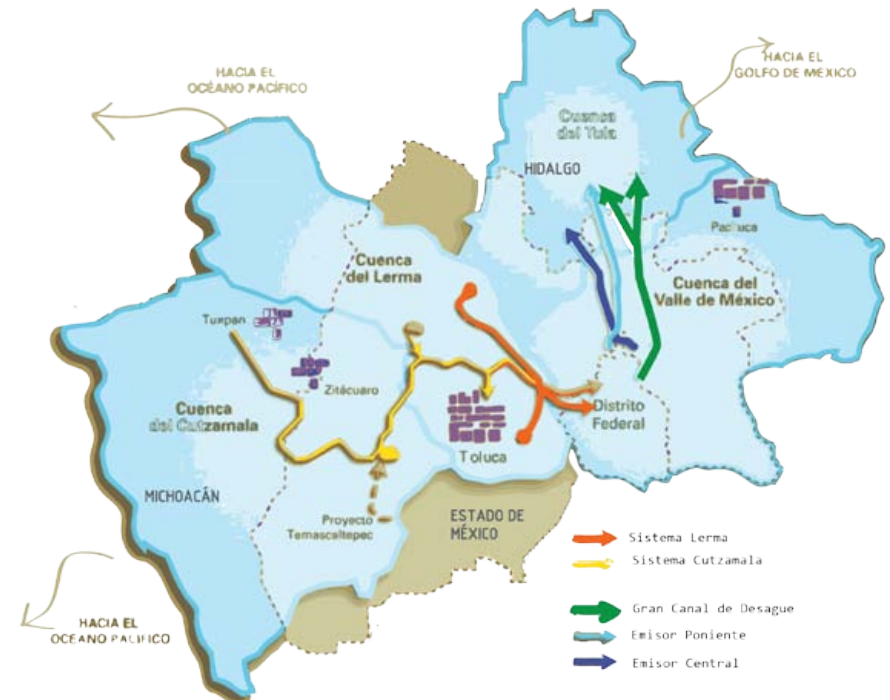 HACIA EL
OCÉANO PACÍFICO
HACIA EL
GOLFO DE MÉXICO
Cuenca
del Tula
HIDALGO
Pachuca
Cuenca
del Lerma
Cuenca del
Valle de México
Tuxpan
Zitácuaro
Cuenca
del Cutzamala
Distrito
Federal
Toluca
MICHOACÁN
Proyecto
Temascaltepec
ESTADO DE
MÉXICO
HACIA EL
OCEANO PACIFICO
Sistema Lerma
Sistema Cutzamala
Gran Canal de Desague
Emisor Poniente
Emisor Central